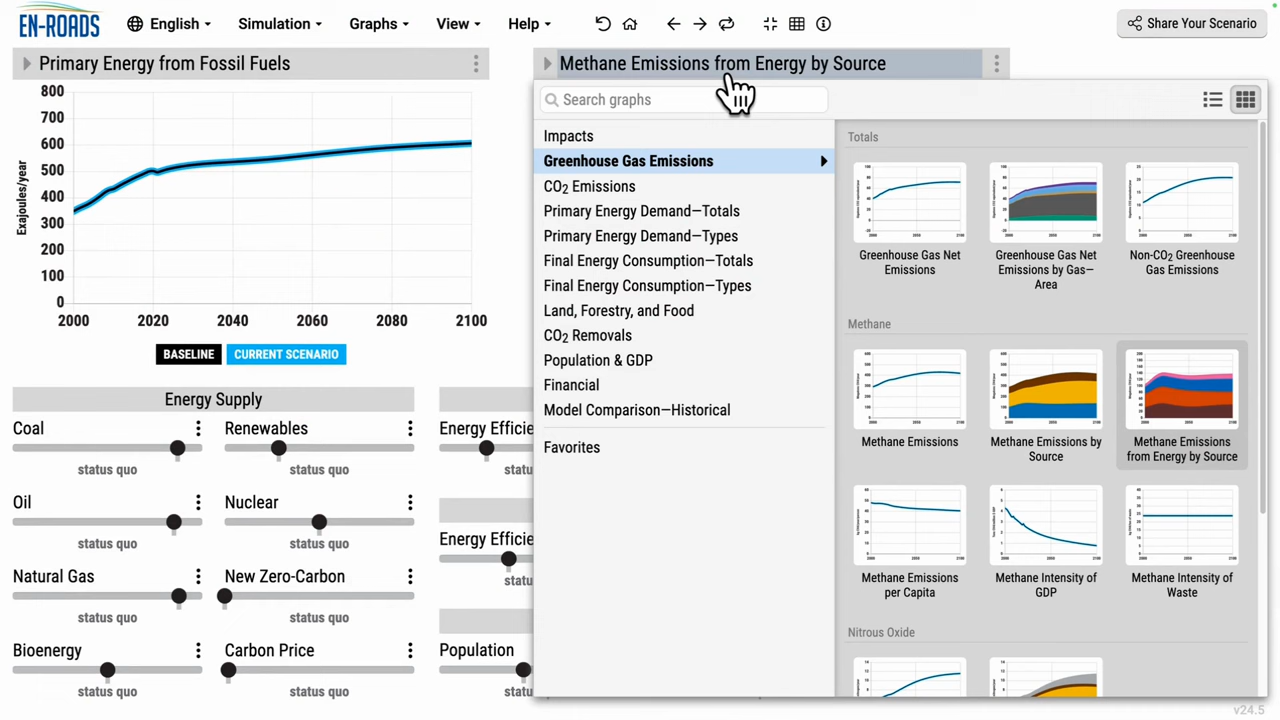 EN-ROADS
English
Simulation
Graphs
View
Help
Share Your Scenario
Primary Energy from Fossil Fuels
Exajoules/year
800
700
600
500
400
300
200
100
0
2000 2020 2040 2060 2080 2100
BASELINE
CURRENT SCENARIO
Methane Emissions from Energy by Source
Search graphs
Impacts
Greenhouse Gas Emissions
CO2 Emissions
Primary Energy Demand—Totals
Primary Energy Demand—Types
Final Energy Consumption—Totals
Final Energy Consumption—Types
Land, Forestry, and Food
CO2 Removals
Population & GDP
Financial
Model Comparison—Historical
Favorites
Totals
Greenhouse Gas Net
Emissions
Greenhouse Gas Net
Emissions by Gas—
Area
Non-CO2 Greenhouse
Gas Emissions
Methane
Methane Emissions
Methane Emissions by
Source
Methane Emissions
from Energy by Source
Methane Emissions
per Capita
Methane Intensity of
GDP
Methane Intensity of
Waste
Nitrous Oxide
Energy Supply
Coal
status quo
Renewables
status quo
Oil
status quo
Nuclear
status quo
Natural Gas
status quo
New Zero-Carbon
status quo
Bioenergy
status quo
Carbon Price
status quo
Energy Efficie
status
Energy Efficie
statu
Population
status
v24.5